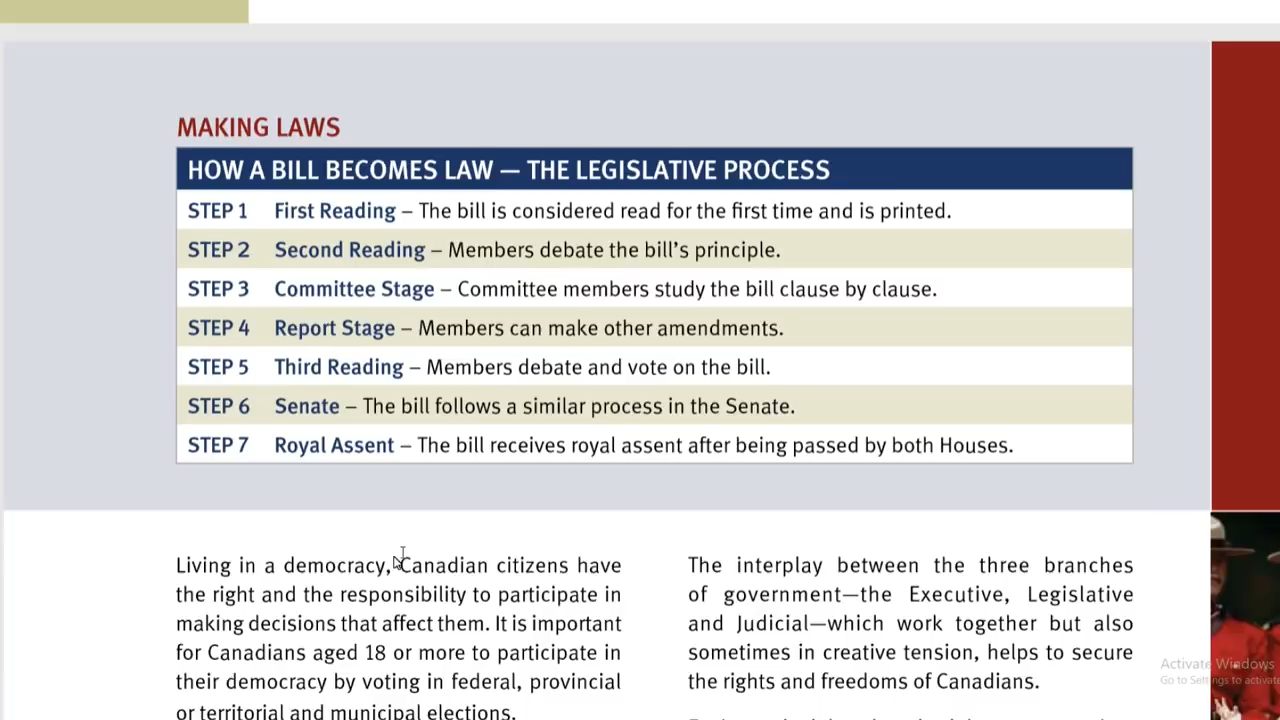 MAKING LAWS
HOW A BILL BECOMES LAW — THE LEGISLATIVE PROCESS
STEP 1 First Reading – The bill is considered read for the first time and is printed.
STEP 2 Second Reading – Members debate the bill's principle.
STEP 3 Committee Stage – Committee members study the bill clause by clause.
STEP 4 Report Stage – Members can make other amendments.
STEP 5 Third Reading – Members debate and vote on the bill.
STEP 6 Senate – The bill follows a similar process in the Senate.
STEP 7 Royal Assent – The bill receives royal assent after being passed by both Houses.
Living in a democracy, Canadian citizens have
the right and the responsibility to participate in
making decisions that affect them. It is important
for Canadians aged 18 or more to participate in
their democracy by voting in federal, provincial
or territorial and municipal elections.
The interplay between the three branches
of government—the Executive, Legislative
and Judicial—which work together but also
sometimes in creative tension, helps to secure
the rights and freedoms of Canadians.
Activate Windows
Go to Settings to activate